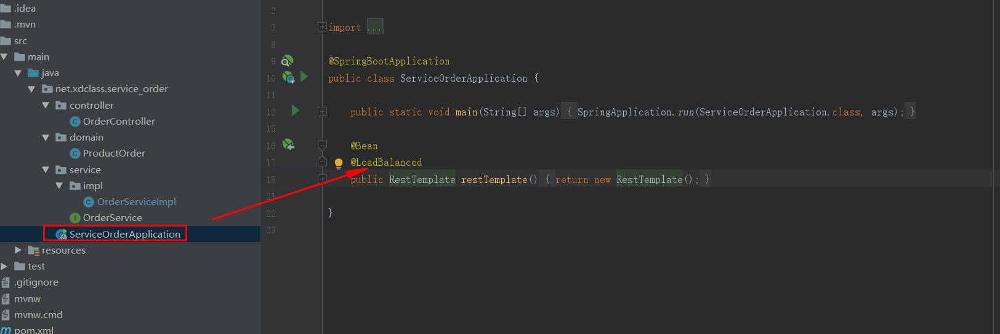 .idea
.mvn
src
main
java
net.xdclass.service_order
controller
OrderController
domain
ProductOrder
service
impl
OrderServiceImpl
OrderService
ServiceOrderApplication
resources
test
.gitignore
mvnw
mvnw.cmd
pom.xml
2
3 import ...
8
9 @SpringBootApplication
10 public class ServiceOrderApplication {
11
12 public static void main(String[] args) { SpringApplication.run(ServiceOrderApplication.class, args); }
15
16 @Bean
17 @LoadBalanced
18 public RestTemplate restTemplate() { return new RestTemplate(); }
21
22 }
23